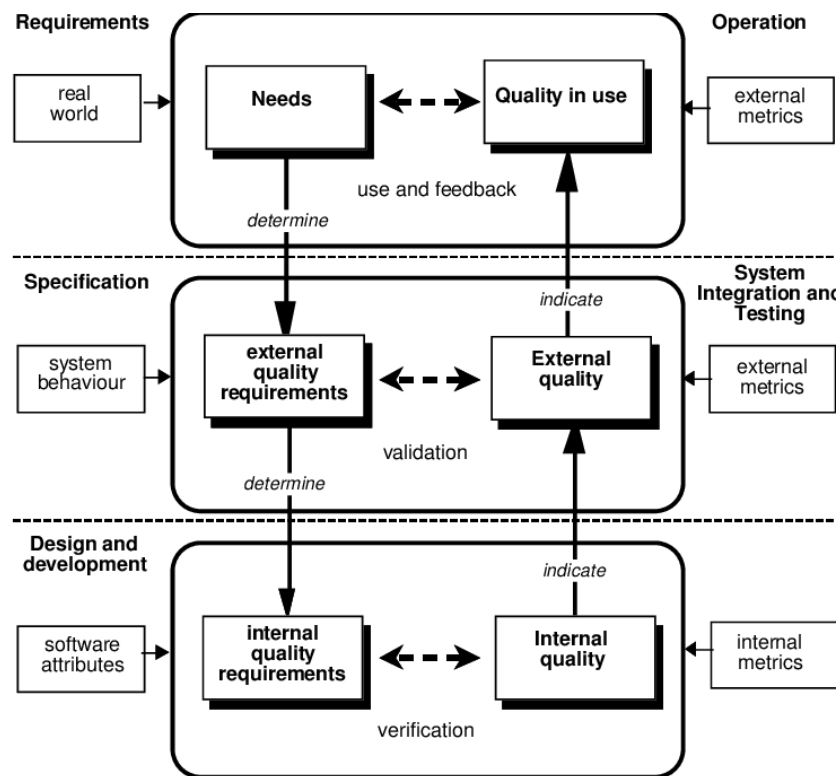 Requirements
Operation
real
world
Needs
Quality in use
external
metrics
use and feedback
determine
Specification
System
Integration and
Testing
indicate
system
behaviour
external
quality
requirements
External
quality
external
metrics
validation
determine
Design and
development
indicate
software
attributes
internal
quality
requirements
Internal
quality
internal
metrics
verification